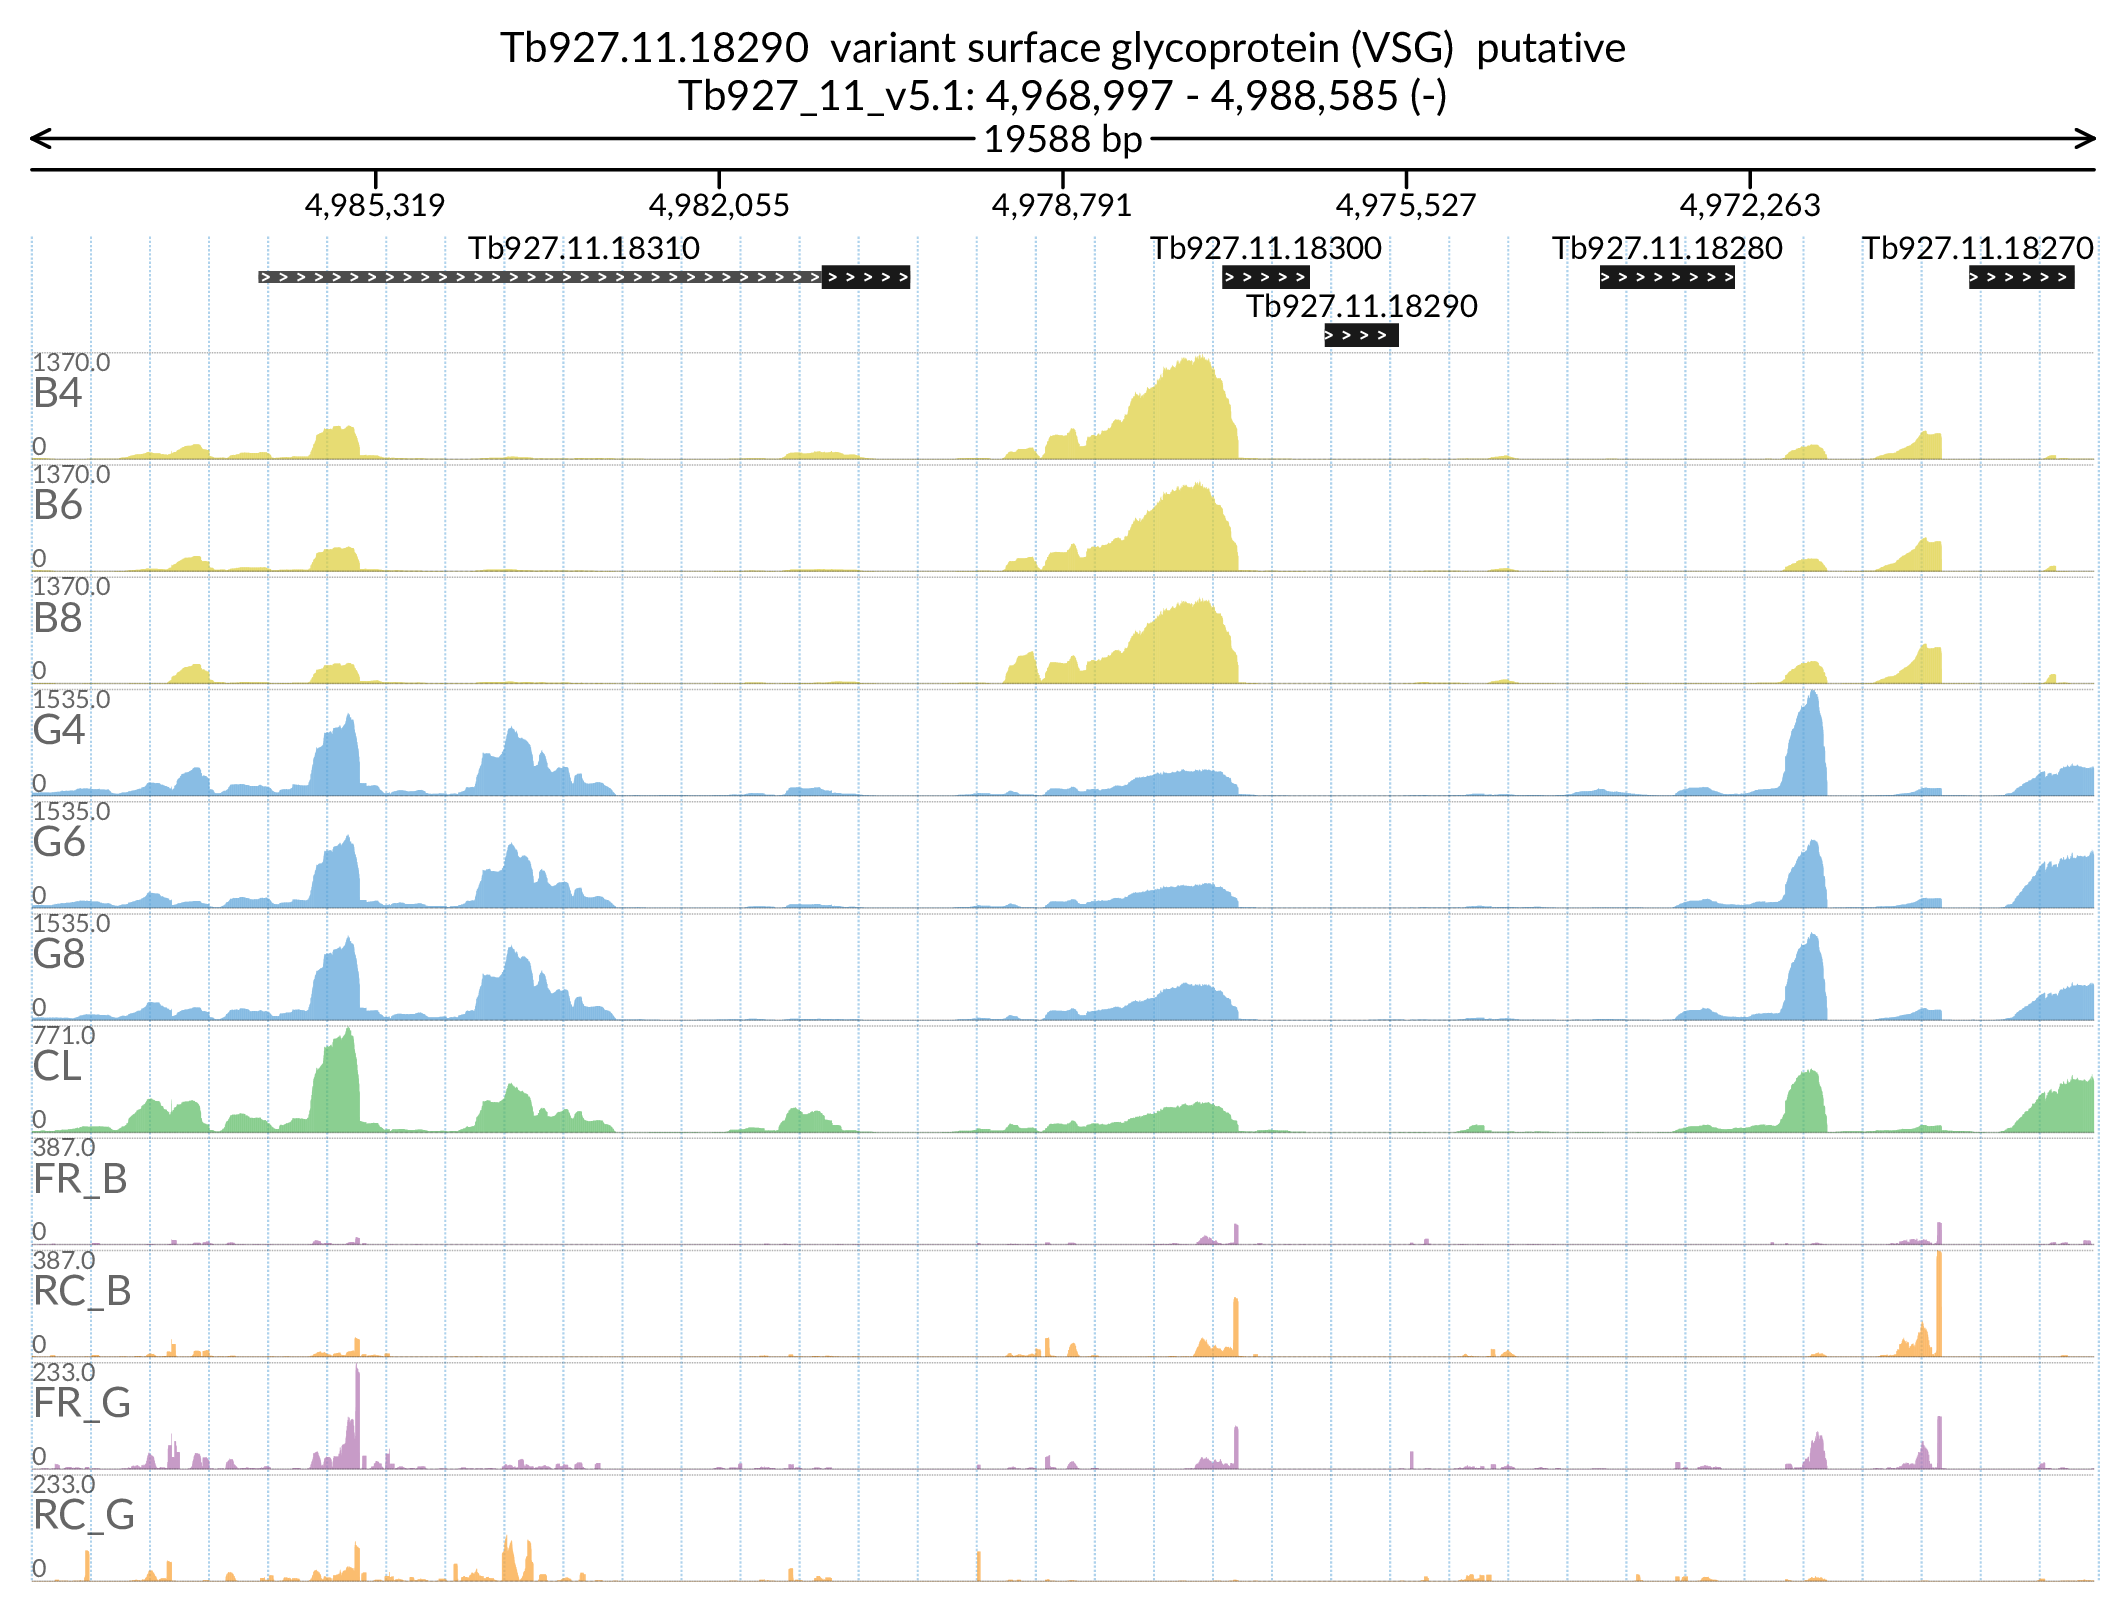 Tb927.11.18290 variant surface glycoprotein (VSG) putative
Tb927_11_v5.1: 4,968,997 - 4,988,585 (-)
19588 bp
4,985,319 4,982,055 4,978,791 4,975,527 4,972,263
Tb927.11.18310 Tb927.11.18300 Tb927.11.18280 Tb927.11.18270
Tb927.11.18290
1370.0
B4
0
1370.0
B6
0
1370.0
B8
0
1535.0
G4
0
1535.0
G6
0
1535.0
G8
0
771.0
CL
0
387.0
FR_B
0
387.0
RC_B
0
233.0
FR_G
0
233.0
RC_G
0